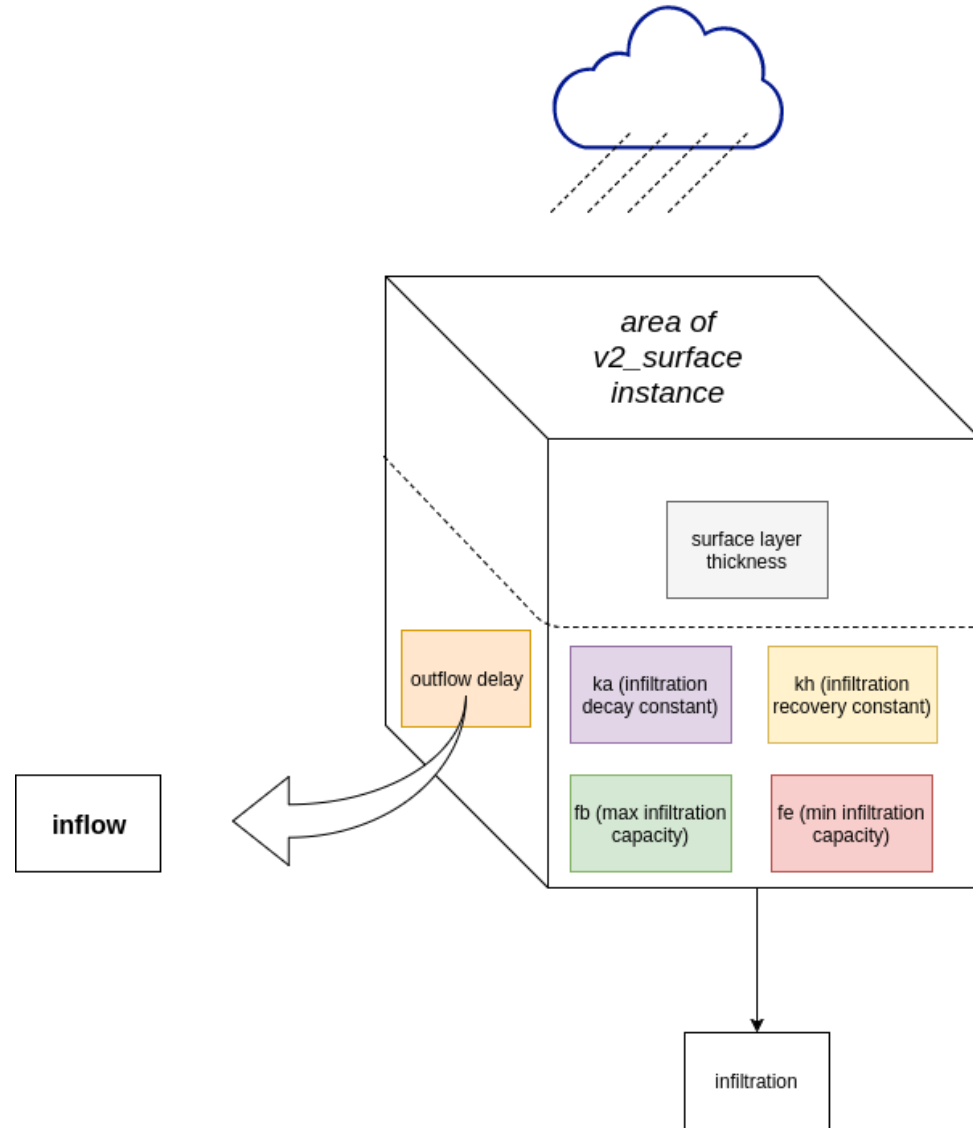 area of
v2_surface
instance
surface layer
thickness
outflow delay
ka (infiltration
decay constant)
kh (infiltration
recovery constant)
inflow
fb (max infiltration
capacity)
fe (min infiltration
capacity)
infiltration